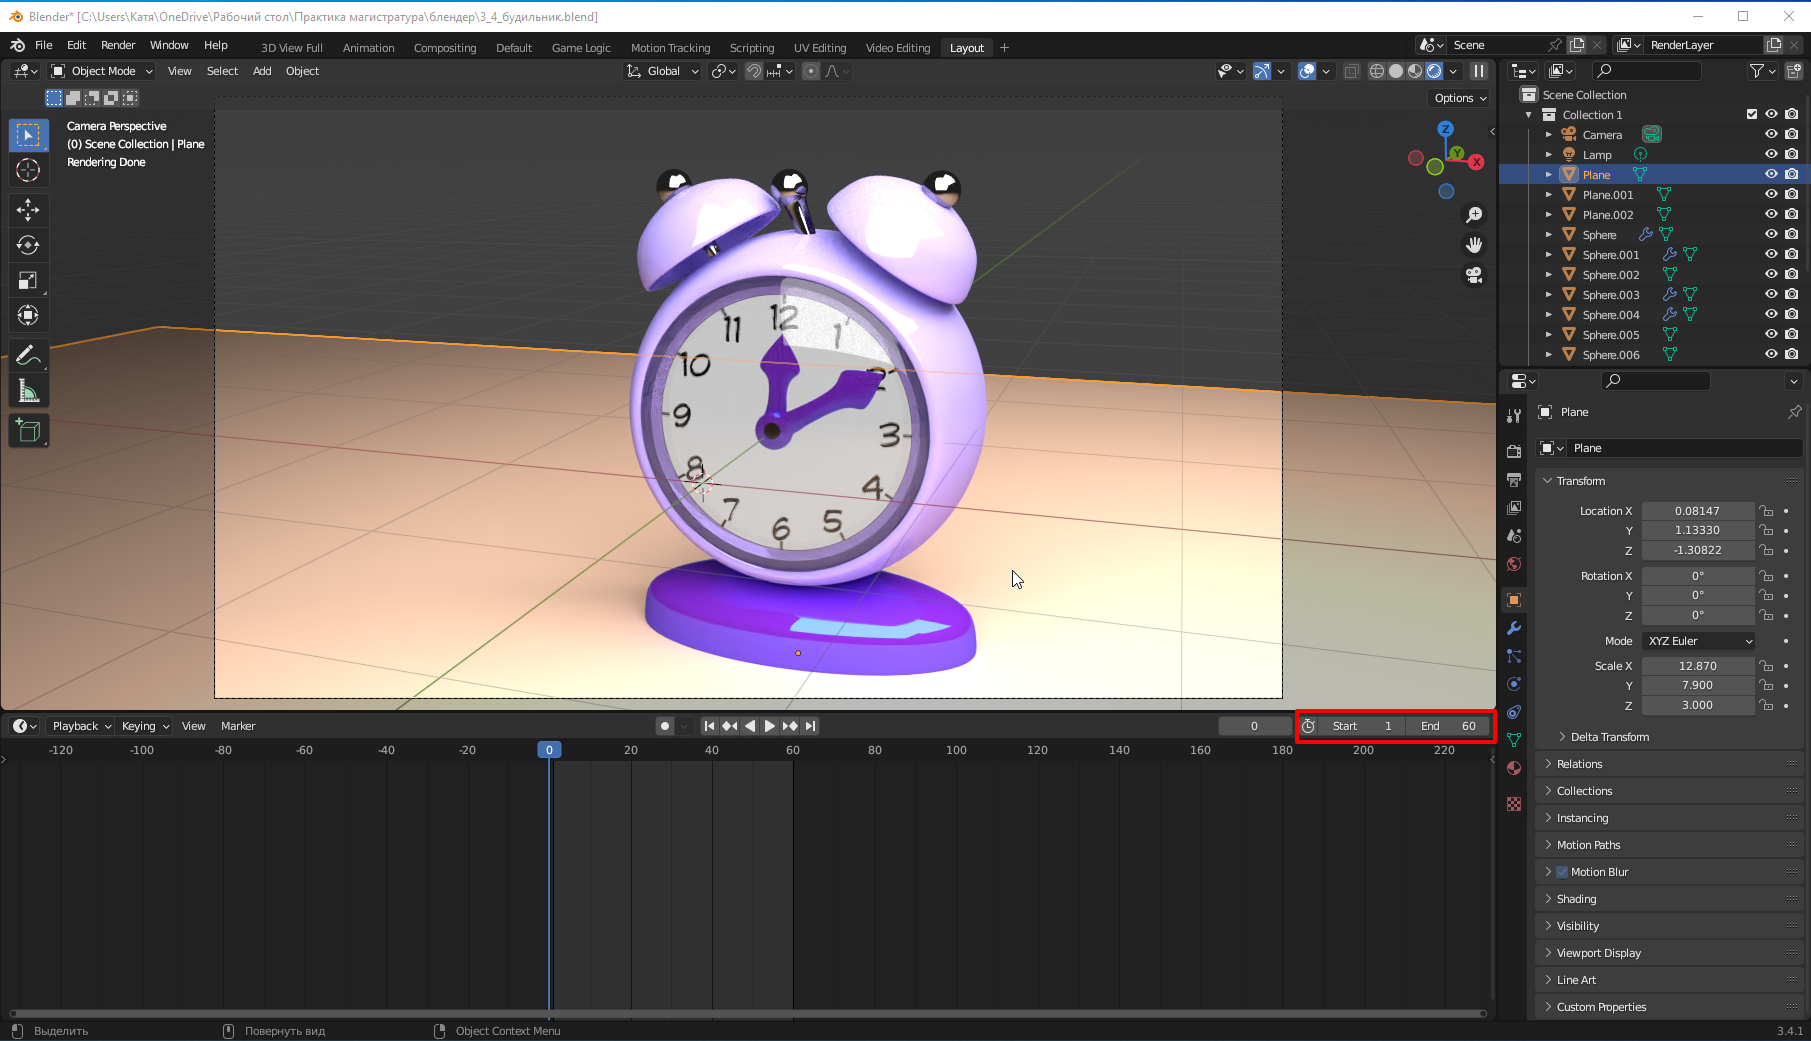 Blender* [C:\Users\Катя\OneDrive\Рабочий стол\Практика магистратура\блендер\3_4_будильник.blend]
File Edit Render Window Help 3D View Full Animation Compositing Default Game Logic Motion Tracking Scripting UV Editing Video Editing Layout + Scene RenderLayer
Object Mode View Select Add Object Global
Options
Camera Perspective
(0) Scene Collection | Plane
Rendering Done
Z
Y
X
12
11
1
10
2
9
3
8
4
7
5
6
Scene Collection
Collection 1
Camera
Lamp
Plane
Plane.001
Plane.002
Sphere
Sphere.001
Sphere.002
Sphere.003
Sphere.004
Sphere.005
Sphere.006
Plane
Plane
Transform
Location X 0.08147
Y 1.13330
Z -1.30822
Rotation X 0°
Y 0°
Z 0°
Mode XYZ Euler
Scale X 12.870
Y 7.900
Z 3.000
Delta Transform
Relations
Collections
Instancing
Motion Paths
Motion Blur
Shading
Visibility
Viewport Display
Line Art
Custom Properties
Playback Keying View Marker 0 Start 1 End 60
-120 -100 -80 -60 -40 -20 0 20 40 60 80 100 120 140 160 180 200 220
Выделить Повернуть вид Object Context Menu 3.4.1